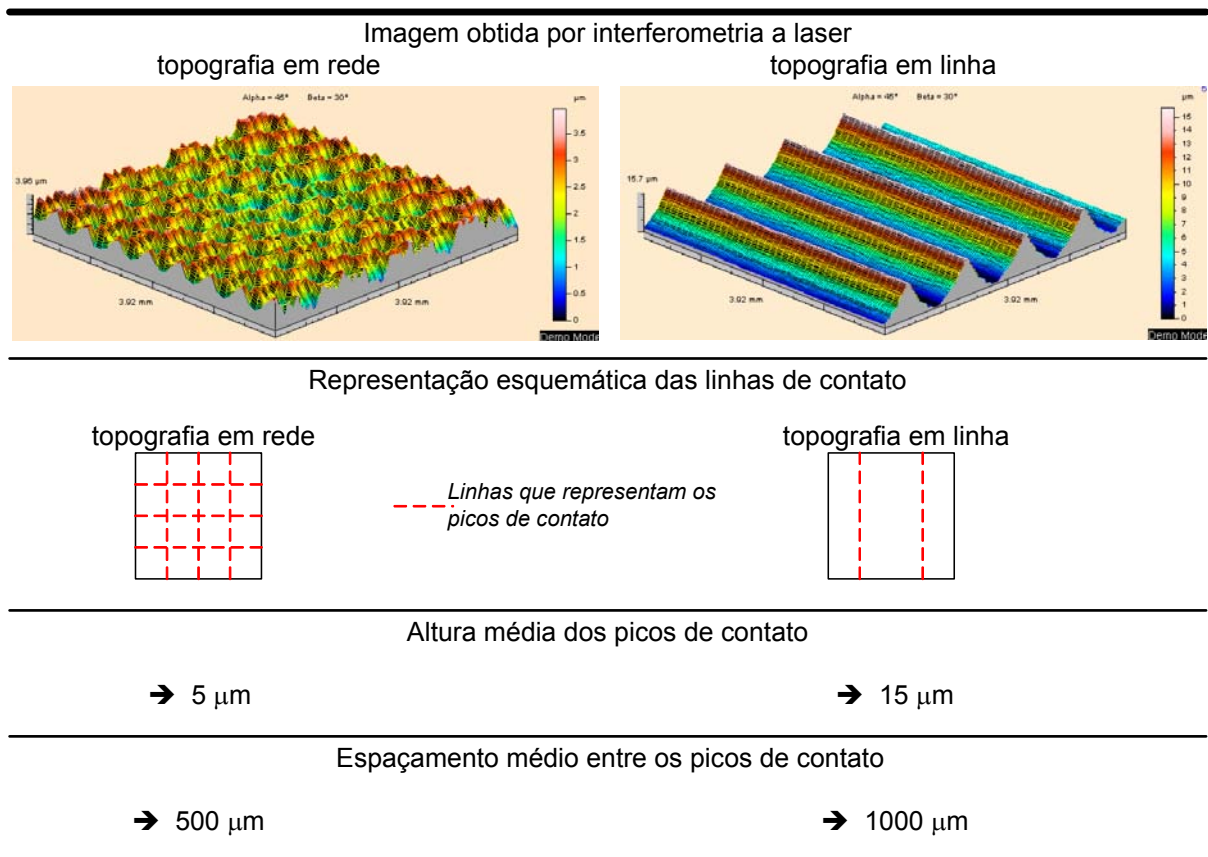 Imagem obtida por interferometria a laser
topografia em rede
topografia em linha
Alpha = 45° Beta = 30°
µm
3.5
3
2.5
2
1.5
1
0.5
0
3.95 µm
3.92 mm
3.92 mm
Demo Mode
Alpha = 45° Beta = 30°
µm
15
14
13
12
11
10
9
8
7
6
5
4
3
2
1
0
15.7 µm
3.92 mm
3.92 mm
Demo Mode
Representação esquemática das linhas de contato
topografia em rede
topografia em linha
Linhas que representam os
picos de contato
Altura média dos picos de contato
➔ 5 µm
➔ 15 µm
Espaçamento médio entre os picos de contato
➔ 500 µm
➔ 1000 µm